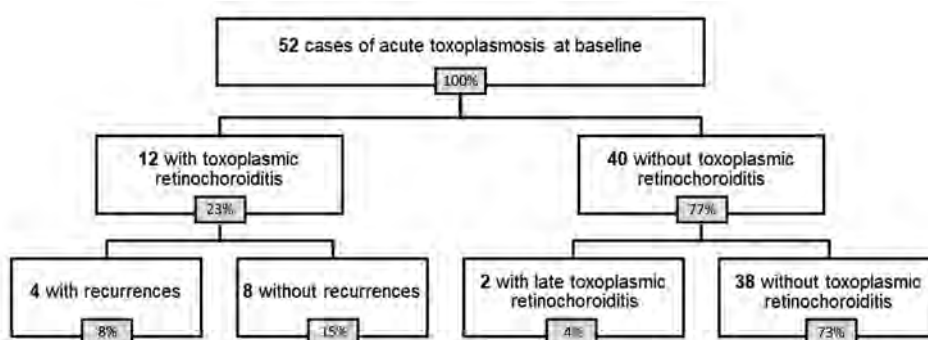 52 cases of acute toxoplasmosis at baseline
100%
12 with toxoplasmic
retinochoroiditis
23%
40 without toxoplasmic
retinochoroiditis
77%
4 with recurrences
8%
8 without recurrences
15%
2 with late toxoplasmic
retinochoroiditis
4%
38 without toxoplasmic
retinochoroiditis
73%